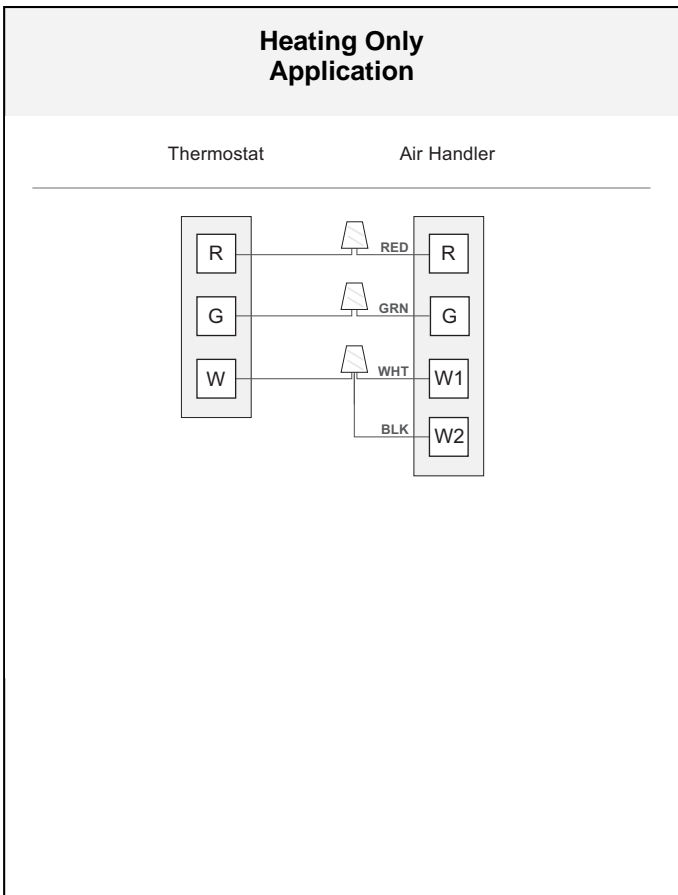 Heating Only
Application
Thermostat Air Handler
R RED R
G GRN G
W WHT W1
BLK W2